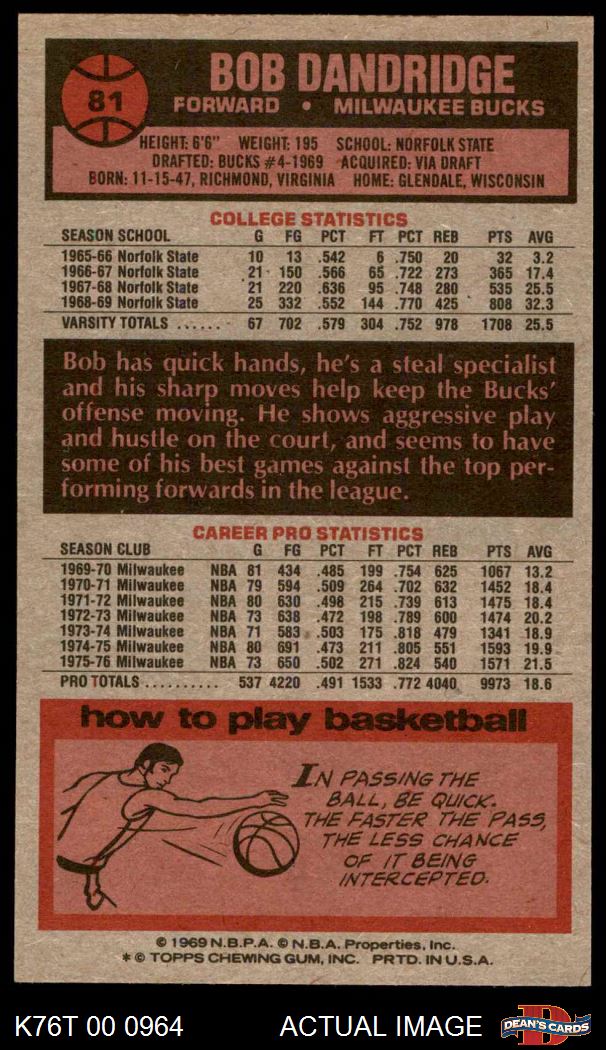 81
BOB DANDRIDGE
FORWARD • MILWAUKEE BUCKS
HEIGHT: 6'6" WEIGHT: 195 SCHOOL: NORFOLK STATE
DRAFTED: BUCKS #4-1969 ACQUIRED: VIA DRAFT
BORN: 11-15-47, RICHMOND, VIRGINIA HOME: GLENDALE, WISCONSIN
COLLEGE STATISTICS
SEASON SCHOOL G FG PCT FT PCT REB PTS AVG
1965-66 Norfolk State 10 13 .542 6 .750 20 32 3.2
1966-67 Norfolk State 21 150 .566 65 .722 273 365 17.4
1967-68 Norfolk State 21 220 .636 95 .748 280 535 25.5
1968-69 Norfolk State 25 332 .552 144 .770 425 808 32.3
VARSITY TOTALS ...... 67 702 .579 304 .752 978 1708 25.5
Bob has quick hands, he's a steal specialist
and his sharp moves help keep the Bucks'
offense moving. He shows aggressive play
and hustle on the court, and seems to have
some of his best games against the top per-
forming forwards in the league.
CAREER PRO STATISTICS
SEASON CLUB G FG PCT FT PCT REB PTS AVG
1969-70 Milwaukee NBA 81 434 .485 199 .754 625 1067 13.2
1970-71 Milwaukee NBA 79 594 .509 264 .702 632 1452 18.4
1971-72 Milwaukee NBA 80 630 .498 215 .739 613 1475 18.4
1972-73 Milwaukee NBA 73 638 .472 198 .789 600 1474 20.2
1973-74 Milwaukee NBA 71 583 .503 175 .818 479 1341 18.9
1974-75 Milwaukee NBA 80 691 .473 211 .805 551 1593 19.9
1975-76 Milwaukee NBA 73 650 .502 271 .824 540 1571 21.5
PRO TOTALS .......... 537 4220 .491 1533 .772 4040 9973 18.6
how to play basketball
IN PASSING THE
BALL, BE QUICK.
THE FASTER THE PASS,
THE LESS CHANCE
OF IT BEING
INTERCEPTED.
© 1969 N.B.P.A. © N.B.A. Properties, Inc.
* © TOPPS CHEWING GUM, INC. PRTD. IN U.S.A.
K76T 00 0964 ACTUAL IMAGE D DEAN'S CARDS